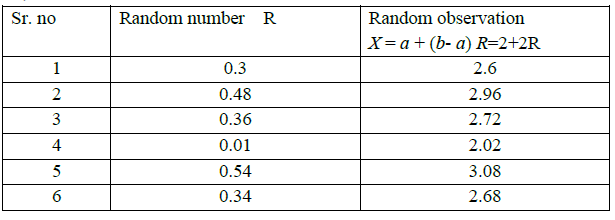 Sr. no Random number R Random observation
X = a + (b- a) R=2+2R
1 0.3 2.6
2 0.48 2.96
3 0.36 2.72
4 0.01 2.02
5 0.54 3.08
6 0.34 2.68